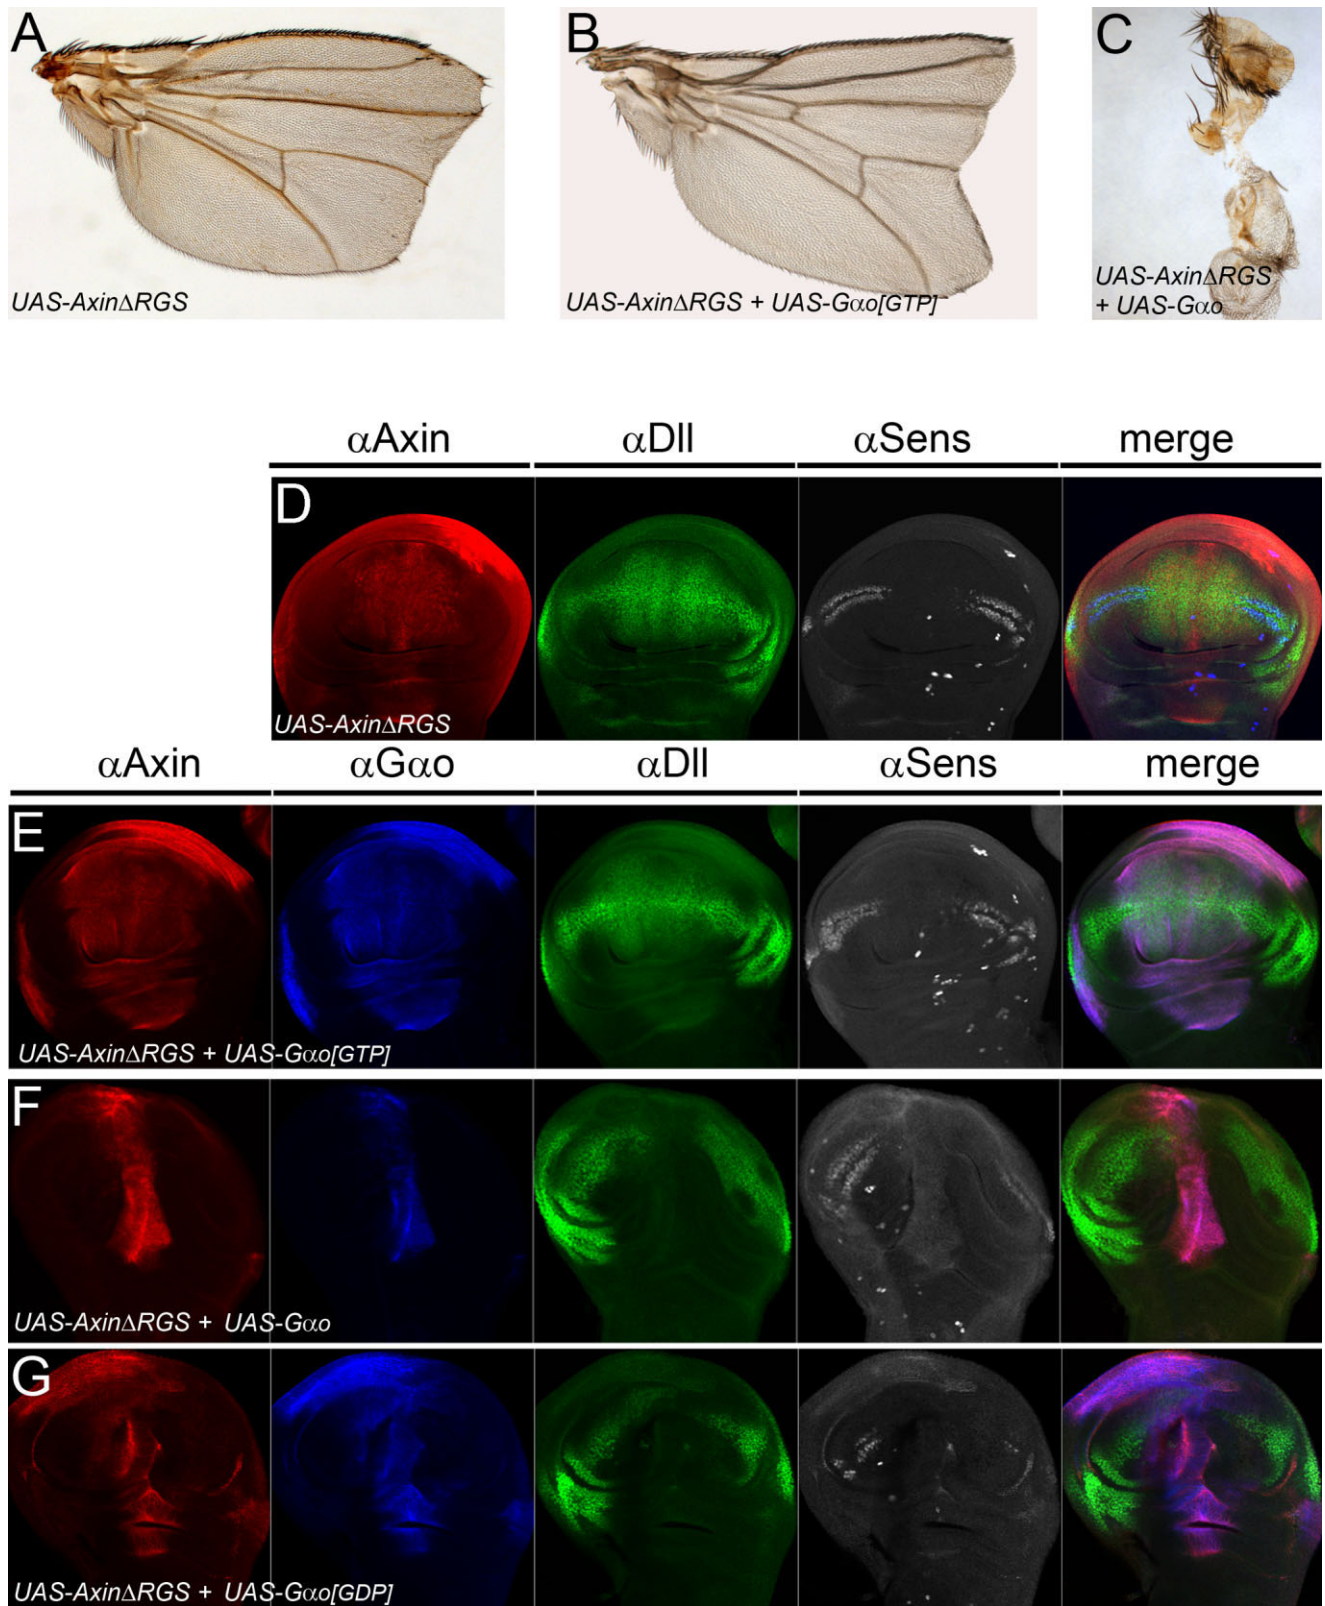 A
B
C
UAS-AxinΔRGS
UAS-AxinΔRGS + UAS-Gαo[GTP]
UAS-AxinΔRGS
+ UAS-Gαo
αAxin αDll αSens merge
D
UAS-AxinΔRGS
αAxin αGαo αDll αSens merge
E
UAS-AxinΔRGS + UAS-Gαo[GTP]
F
UAS-AxinΔRGS + UAS-Gαo
G
UAS-AxinΔRGS + UAS-Gαo[GDP]